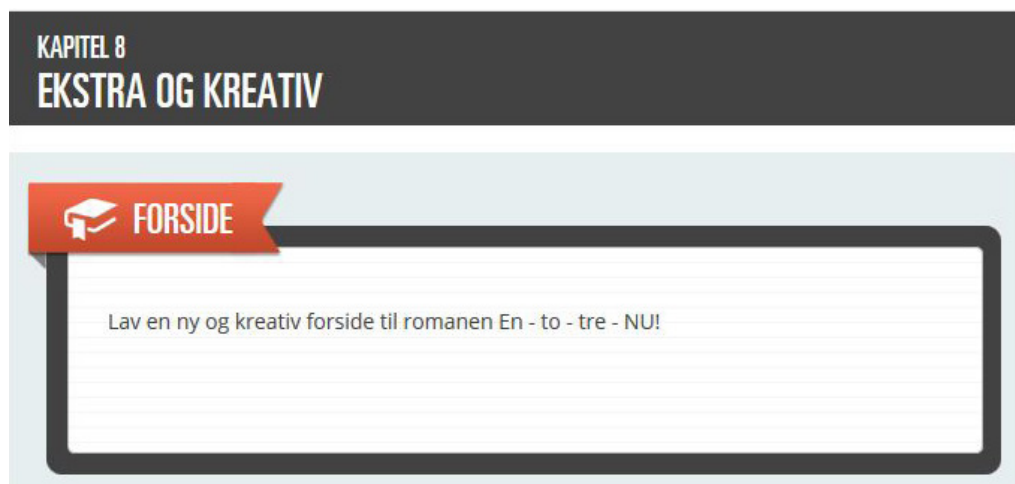 KAPITEL 8
EKSTRA OG KREATIV
FORSIDE
Lav en ny og kreativ forside til romanen En - to - tre - NU!